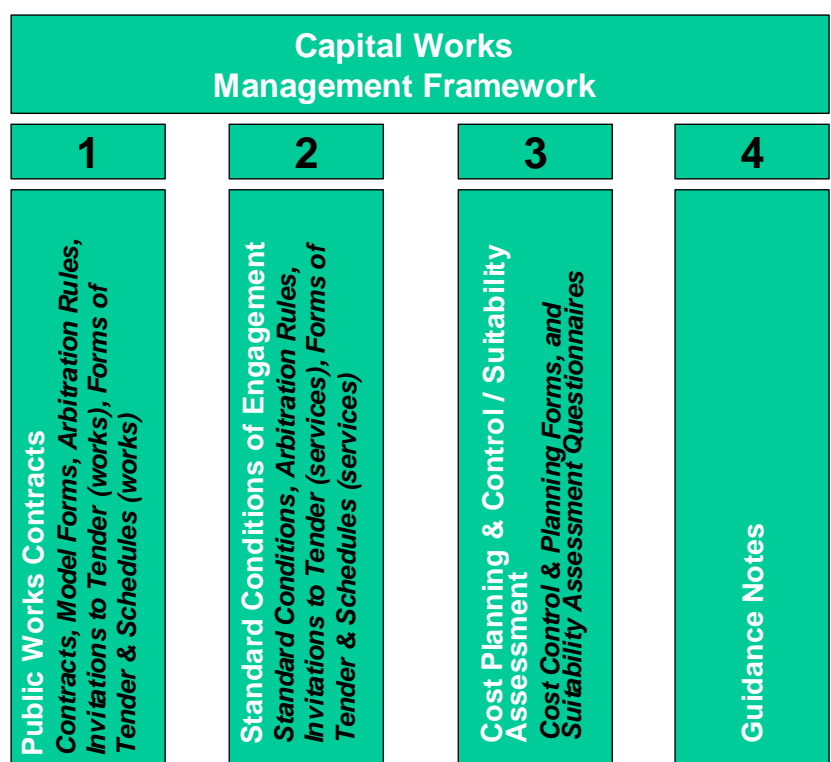 Capital Works
Management Framework
1
2
3
4
Public Works Contracts
Contracts, Model Forms, Arbitration Rules,
Invitations to Tender (works), Forms of
Tender & Schedules (works)
Standard Conditions of Engagement
Standard Conditions, Arbitration Rules,
Invitations to Tender (services), Forms of
Tender & Schedules (services)
Cost Planning & Control / Suitability
Assessment
Cost Control & Planning Forms, and
Suitability Assessment Questionnaires
Guidance Notes